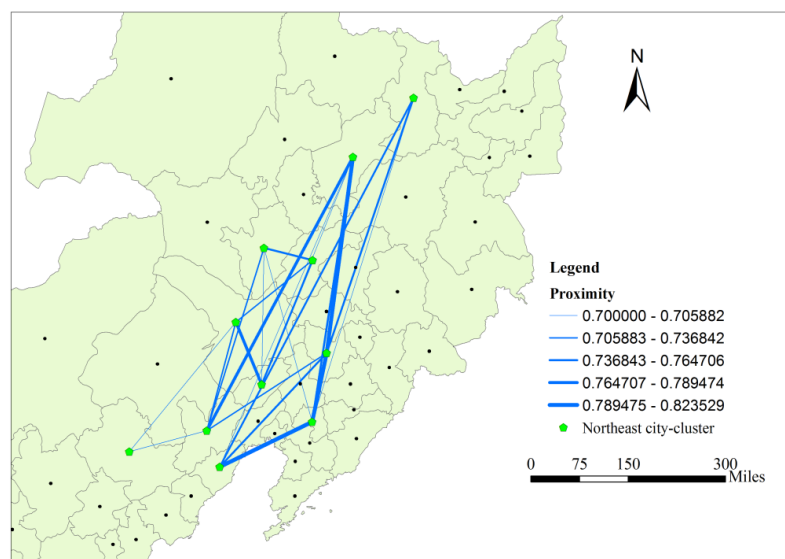 N
Legend
Proximity
0.700000 - 0.705882
0.705883 - 0.736842
0.736843 - 0.764706
0.764707 - 0.789474
0.789475 - 0.823529
Northeast city-cluster
0 75 150 300
Miles